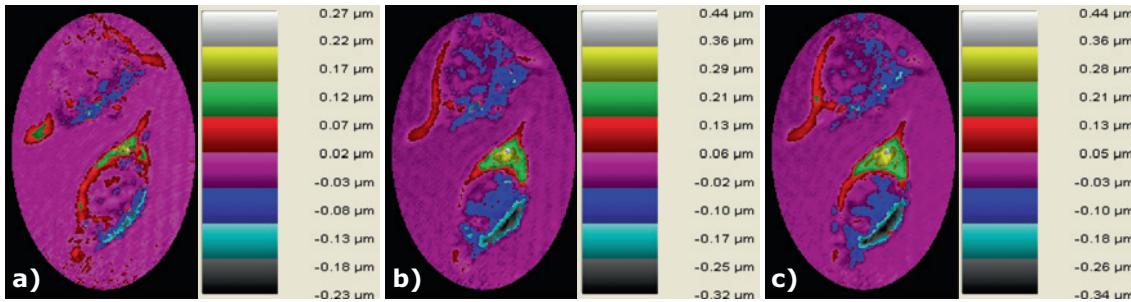 a)
0.27 µm
0.22 µm
0.17 µm
0.12 µm
0.07 µm
0.02 µm
-0.03 µm
-0.08 µm
-0.13 µm
-0.18 µm
-0.23 µm
b)
0.44 µm
0.36 µm
0.29 µm
0.21 µm
0.13 µm
0.06 µm
-0.02 µm
-0.10 µm
-0.17 µm
-0.25 µm
-0.32 µm
c)
0.44 µm
0.36 µm
0.28 µm
0.21 µm
0.13 µm
0.05 µm
-0.02 µm
-0.10 µm
-0.18 µm
-0.26 µm
-0.34 µm